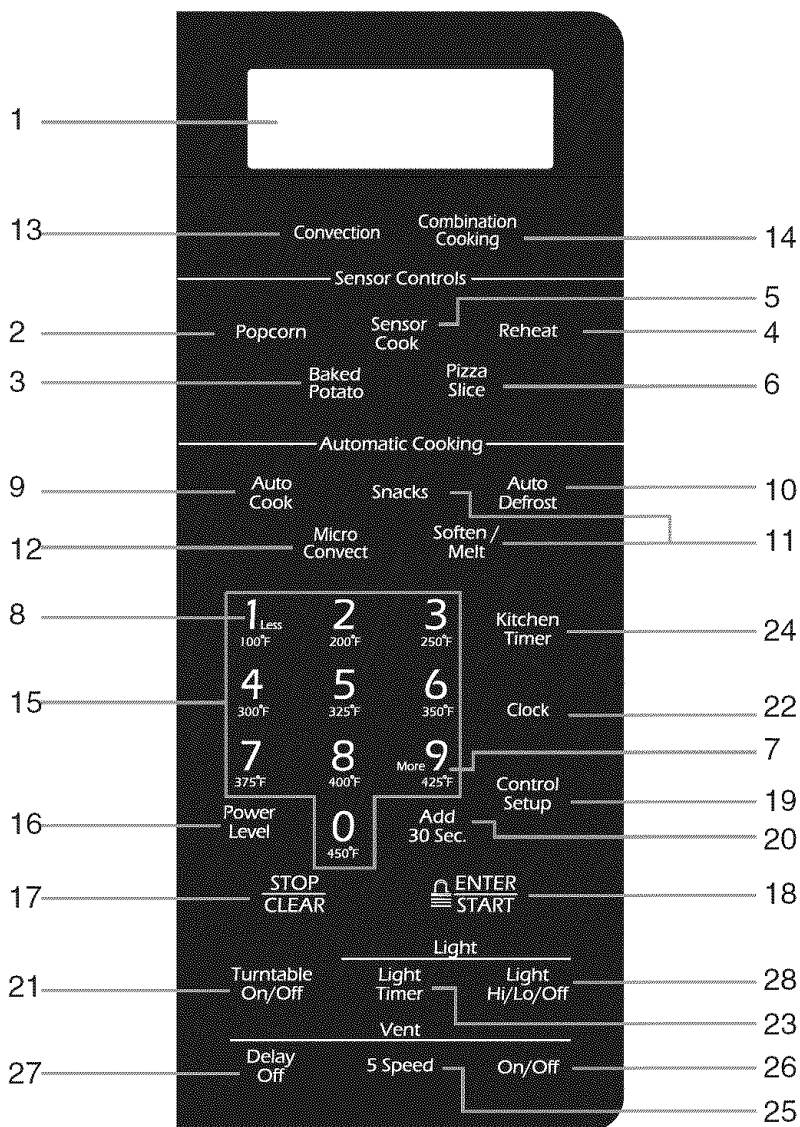 1
13 Convection Combination Cooking 14
Sensor Controls
5
2 Popcorn Sensor Cook Reheat 4
3 Baked Potato Pizza Slice 6
Automatic Cooking
9 Auto Cook Snacks Auto Defrost 10
12 Micro Convect Soften / Melt 11
8 1 Less 100°F 2 200°F 3 250°F Kitchen Timer 24
15 4 300°F 5 325°F 6 350°F Clock 22
7 375°F 8 400°F More 9 425°F 7
Control Setup 19
16 Power Level 0 450°F Add 30 Sec. 20
17 STOP CLEAR ENTER START 18
Light
21 Turntable On/Off Light Timer Light Hi/Lo/Off 28
23
Vent
27 Delay Off 5 Speed On/Off 26
25